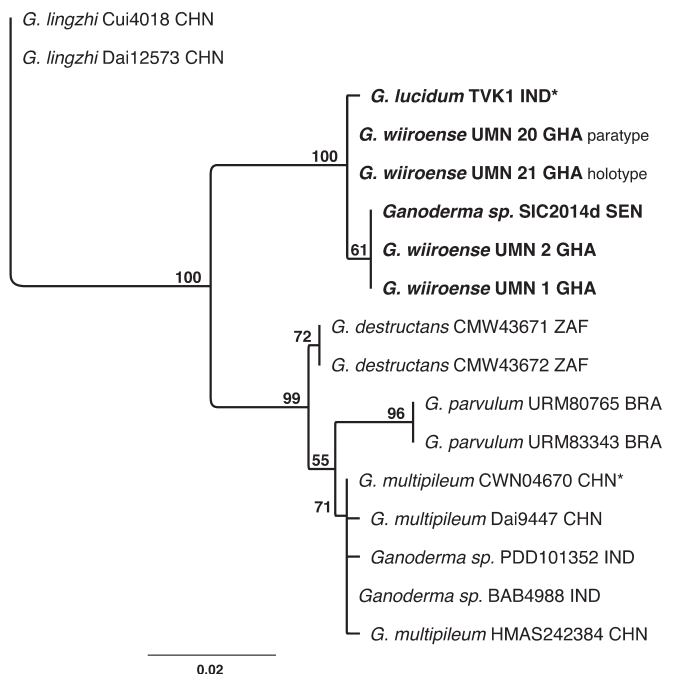 G. lingzhi Cui4018 CHN
G. lingzhi Dai12573 CHN
G. lucidum TVK1 IND*
G. wiiroense UMN 20 GHA paratype
100
G. wiiroense UMN 21 GHA holotype
Ganoderma sp. SIC2014d SEN
61
G. wiiroense UMN 2 GHA
100
G. wiiroense UMN 1 GHA
G. destructans CMW43671 ZAF
72
G. destructans CMW43672 ZAF
99
G. parvulum URM80765 BRA
96
G. parvulum URM83343 BRA
55
G. multipileum CWN04670 CHN*
71
G. multipileum Dai9447 CHN
Ganoderma sp. PDD101352 IND
Ganoderma sp. BAB4988 IND
G. multipileum HMAS242384 CHN
0.02